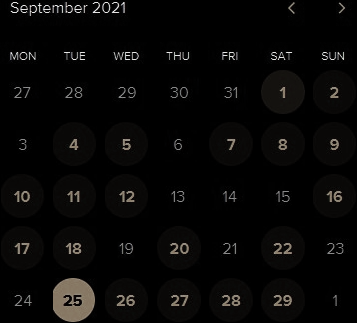 September 2021 < >
MON TUE WED THU FRI SAT SUN
27 28 29 30 31 1 2
3 4 5 6 7 8 9
10 11 12 13 14 15 16
17 18 19 20 21 22 23
24 25 26 27 28 29 1